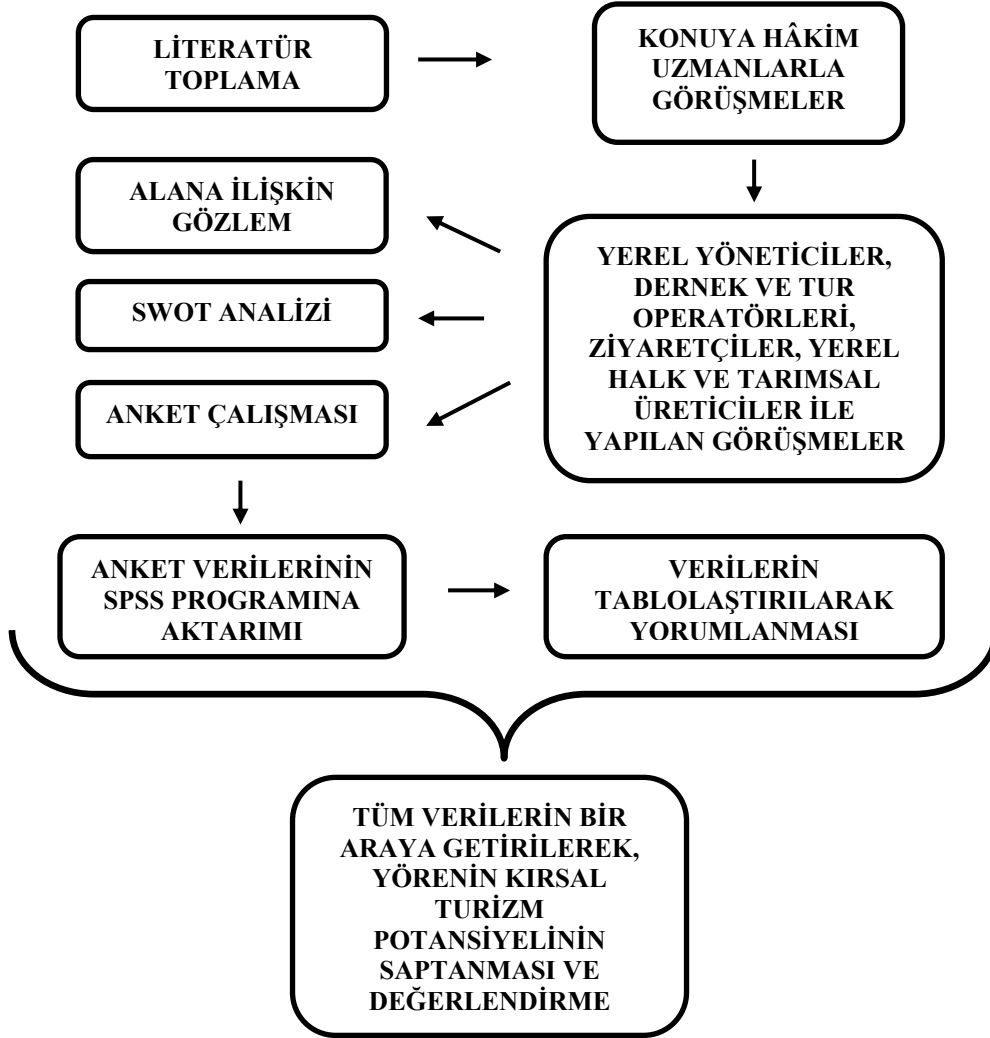 LİTERATÜR
TOPLAMA
KONUYA HÂKİM
UZMANLARLA
GÖRÜŞMELER
ALANA İLİŞKİN
GÖZLEM
SWOT ANALİZİ
ANKET ÇALIŞMASI
YEREL YÖNETİCİLER,
DERNEK VE TUR
OPERATÖRLERİ,
ZİYARETÇİLER, YEREL
HALK VE TARIMSAL
ÜRETİCİLER İLE
YAPILAN GÖRÜŞMELER
ANKET VERİLERİNİN
SPSS PROGRAMINA
AKTARIMI
VERİLERİN
TABLOLAŞTIRILARAK
YORUMLANMASI
TÜM VERİLERİN BİR
ARAYA GETİRİLEREK,
YÖRENİN KIRSAL
TURİZM
POTANSİYELİNİN
SAPTANMASI VE
DEĞERLENDİRME